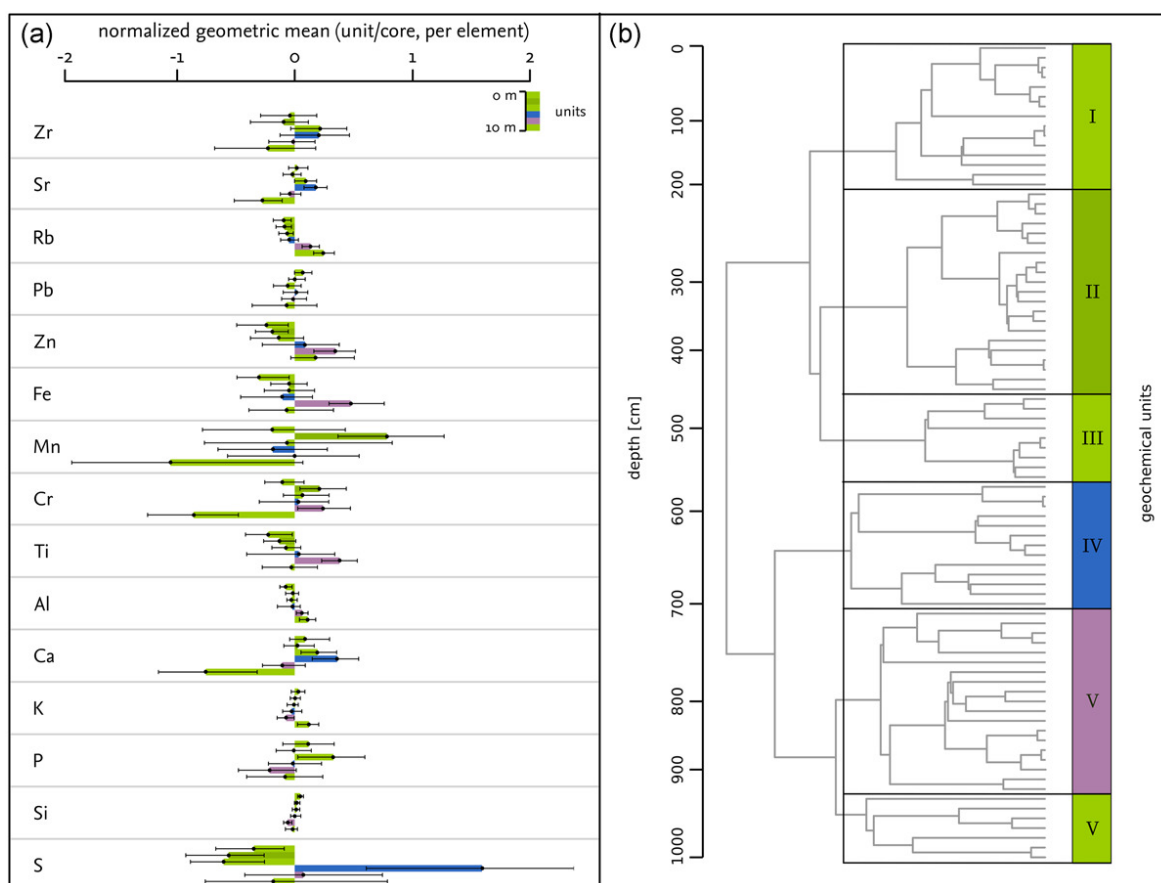 (a) normalized geometric mean (unit/core, per element)
-2 -1 0 1 2
0 m
units
10 m
Zr
Sr
Rb
Pb
Zn
Fe
Mn
Cr
Ti
Al
Ca
K
P
Si
S
(b)
depth [cm]
0
100
200
300
400
500
600
700
800
900
1000
I
II
III
IV
V
V
geochemical units